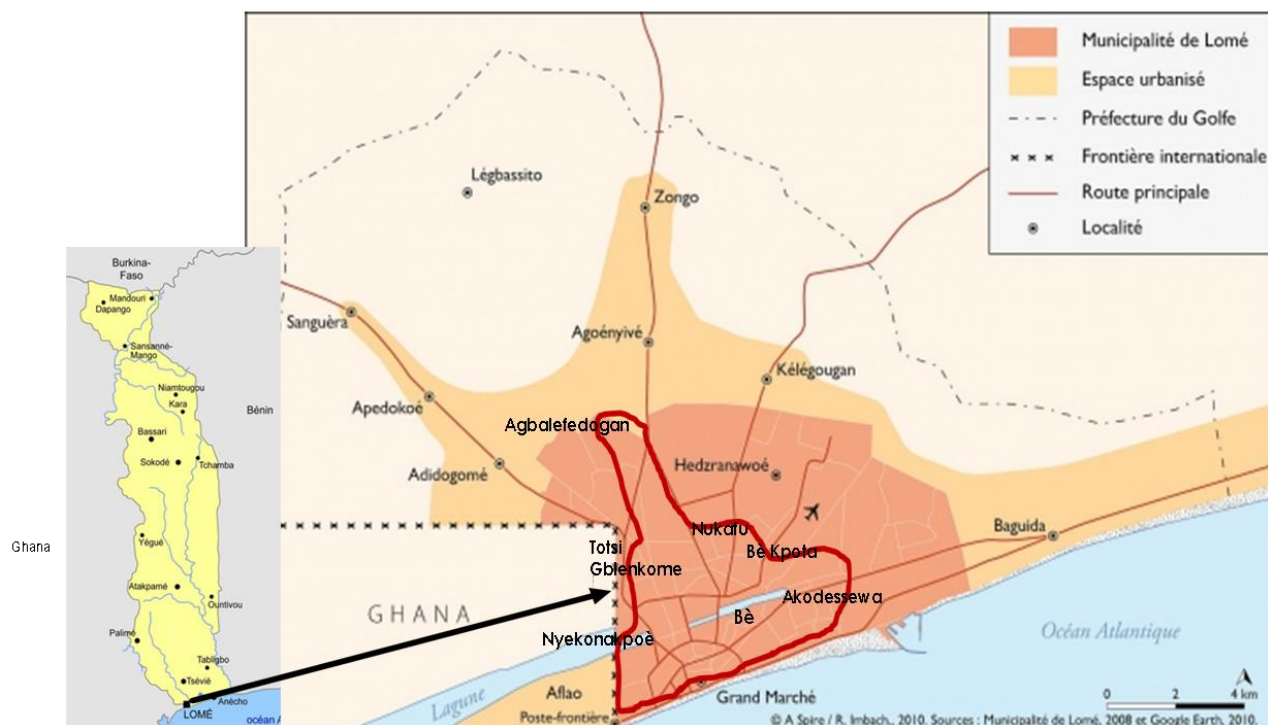 Municipalité de Lomé
Espace urbanisé
Préfecture du Golfe
Frontière internationale
Route principale
Localité
Légbassito
Zongo
Sanguèra
Agoényivé
Kélégougan
Apedokoé
Agbalefedogan
Adidogomé
Hedzranawoé
Nukafu
Baguida
Totsi
Bè Kpota
Gblenkome
Akodessewa
GHANA
Bè
Nyekonakpoè
Océan Atlantique
Lagune
Aflao
Grand Marché
Poste-frontière
0 2 4 km
© A Spire / R. Imbach, 2010. Sources : Municipalité de Lomé, 2008 et Google Earth, 2010.
Burkina-
Faso
Mandouri
Dapango
Sansanné-
Mango
Niamtougou
Kara
Bénin
Bassari
Sokodé
Tchamba
Ghana
Yégué
Atakpamé
Ountivou
Palimé
Tabligbo
Tsévié
Anécho
LOMÉ
océan A